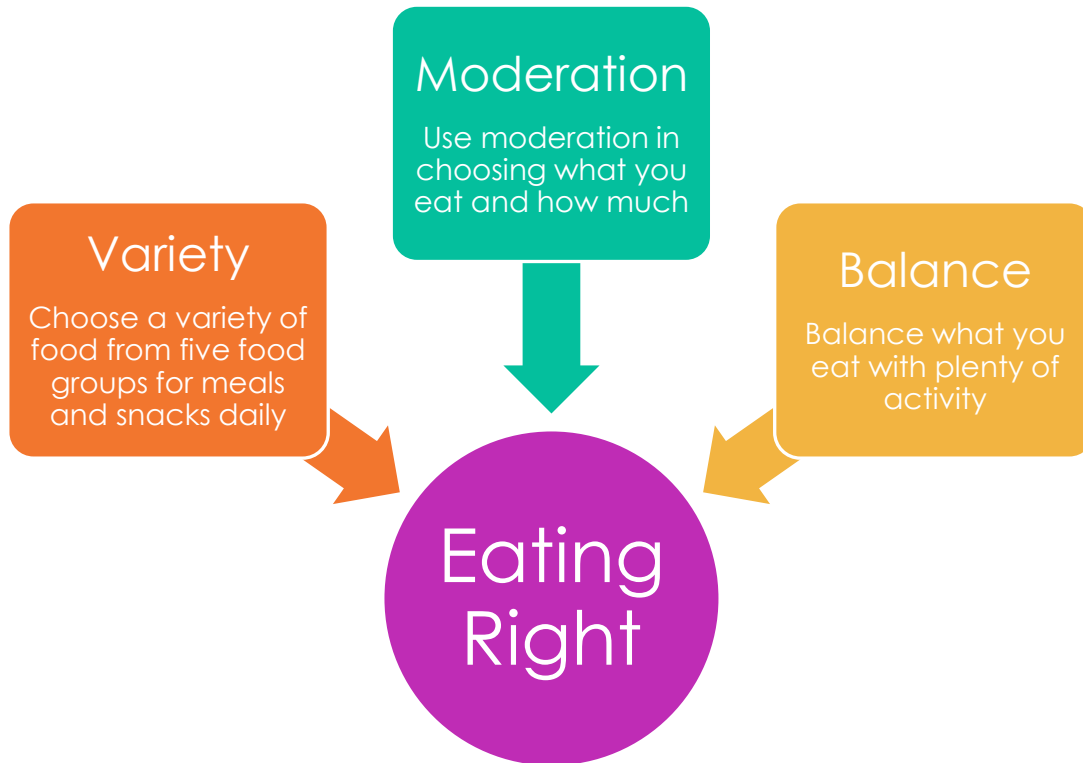 Variety
Choose a variety of
food from five food
groups for meals
and snacks daily
Moderation
Use moderation in
choosing what you
eat and how much
Balance
Balance what you
eat with plenty of
activity
Eating
Right